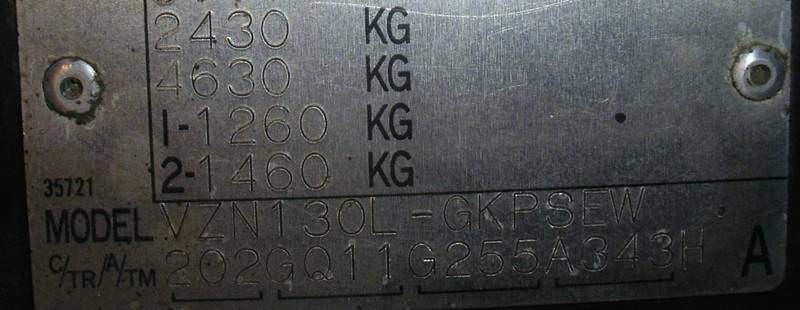 2430 KG
4630 KG
1-1260 KG
2-1460 KG
35721
MODEL VZN130L-GKPSEW
C/TR/A/TM 202GQ11G255A343H A